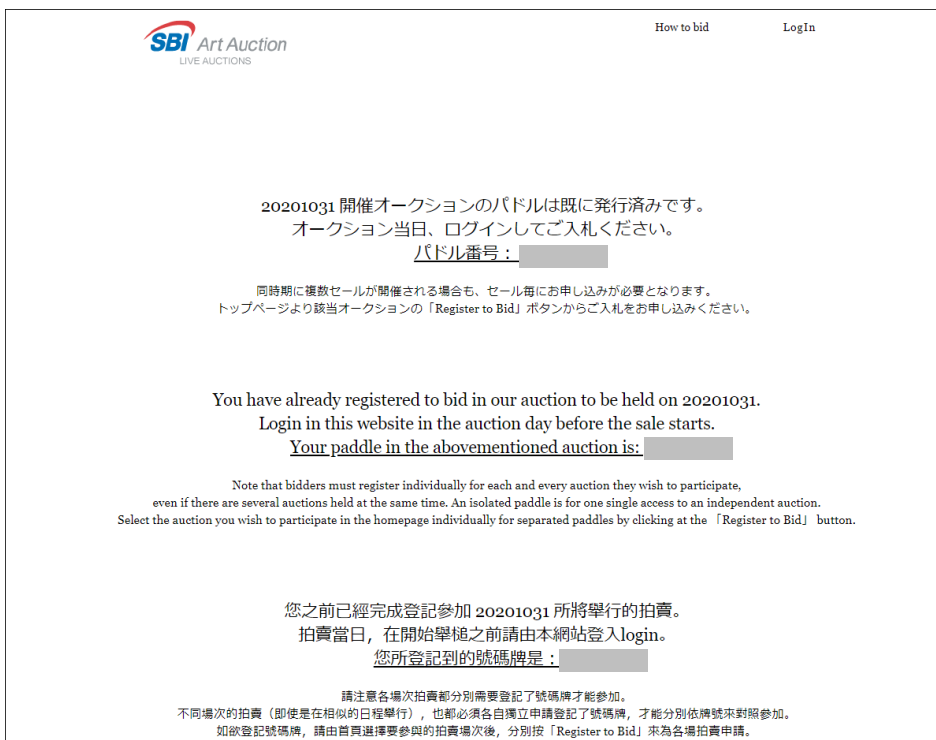 SBI Art Auction
LIVE AUCTIONS
How to bid
LogIn
20201031 開催オークションのパドルは既に発行済みです。
オークション当日、ログインしてご入札ください。
パドル番号：
同時期に複数セールが開催される場合も、セール毎にお申し込みが必要となります。
トップページより該当オークションの「Register to Bid」ボタンからご入札をお申し込みください。
You have already registered to bid in our auction to be held on 20201031.
Login in this website in the auction day before the sale starts.
Your paddle in the abovementioned auction is:
Note that bidders must register individually for each and every auction they wish to participate,
even if there are several auctions held at the same time. An isolated paddle is for one single access to an independent auction.
Select the auction you wish to participate in the homepage individually for separated paddles by clicking at the 「Register to Bid」 button.
您之前已經完成登記參加 20201031 所將舉行的拍賣。
拍賣當日，在開始舉槌之前請由本網站登入login。
您所登記到的號碼牌是：
請注意各場次拍賣都分別需要登記了號碼牌才能參加。
不同場次的拍賣（即使是在相似的日程舉行），也都必須各自獨立申請登記了號碼牌，才能分別依牌號來對照參加。
如欲登記號碼牌，請由首頁選擇要參與的拍賣場次後，分別按「Register to Bid」來為各場拍賣申請。